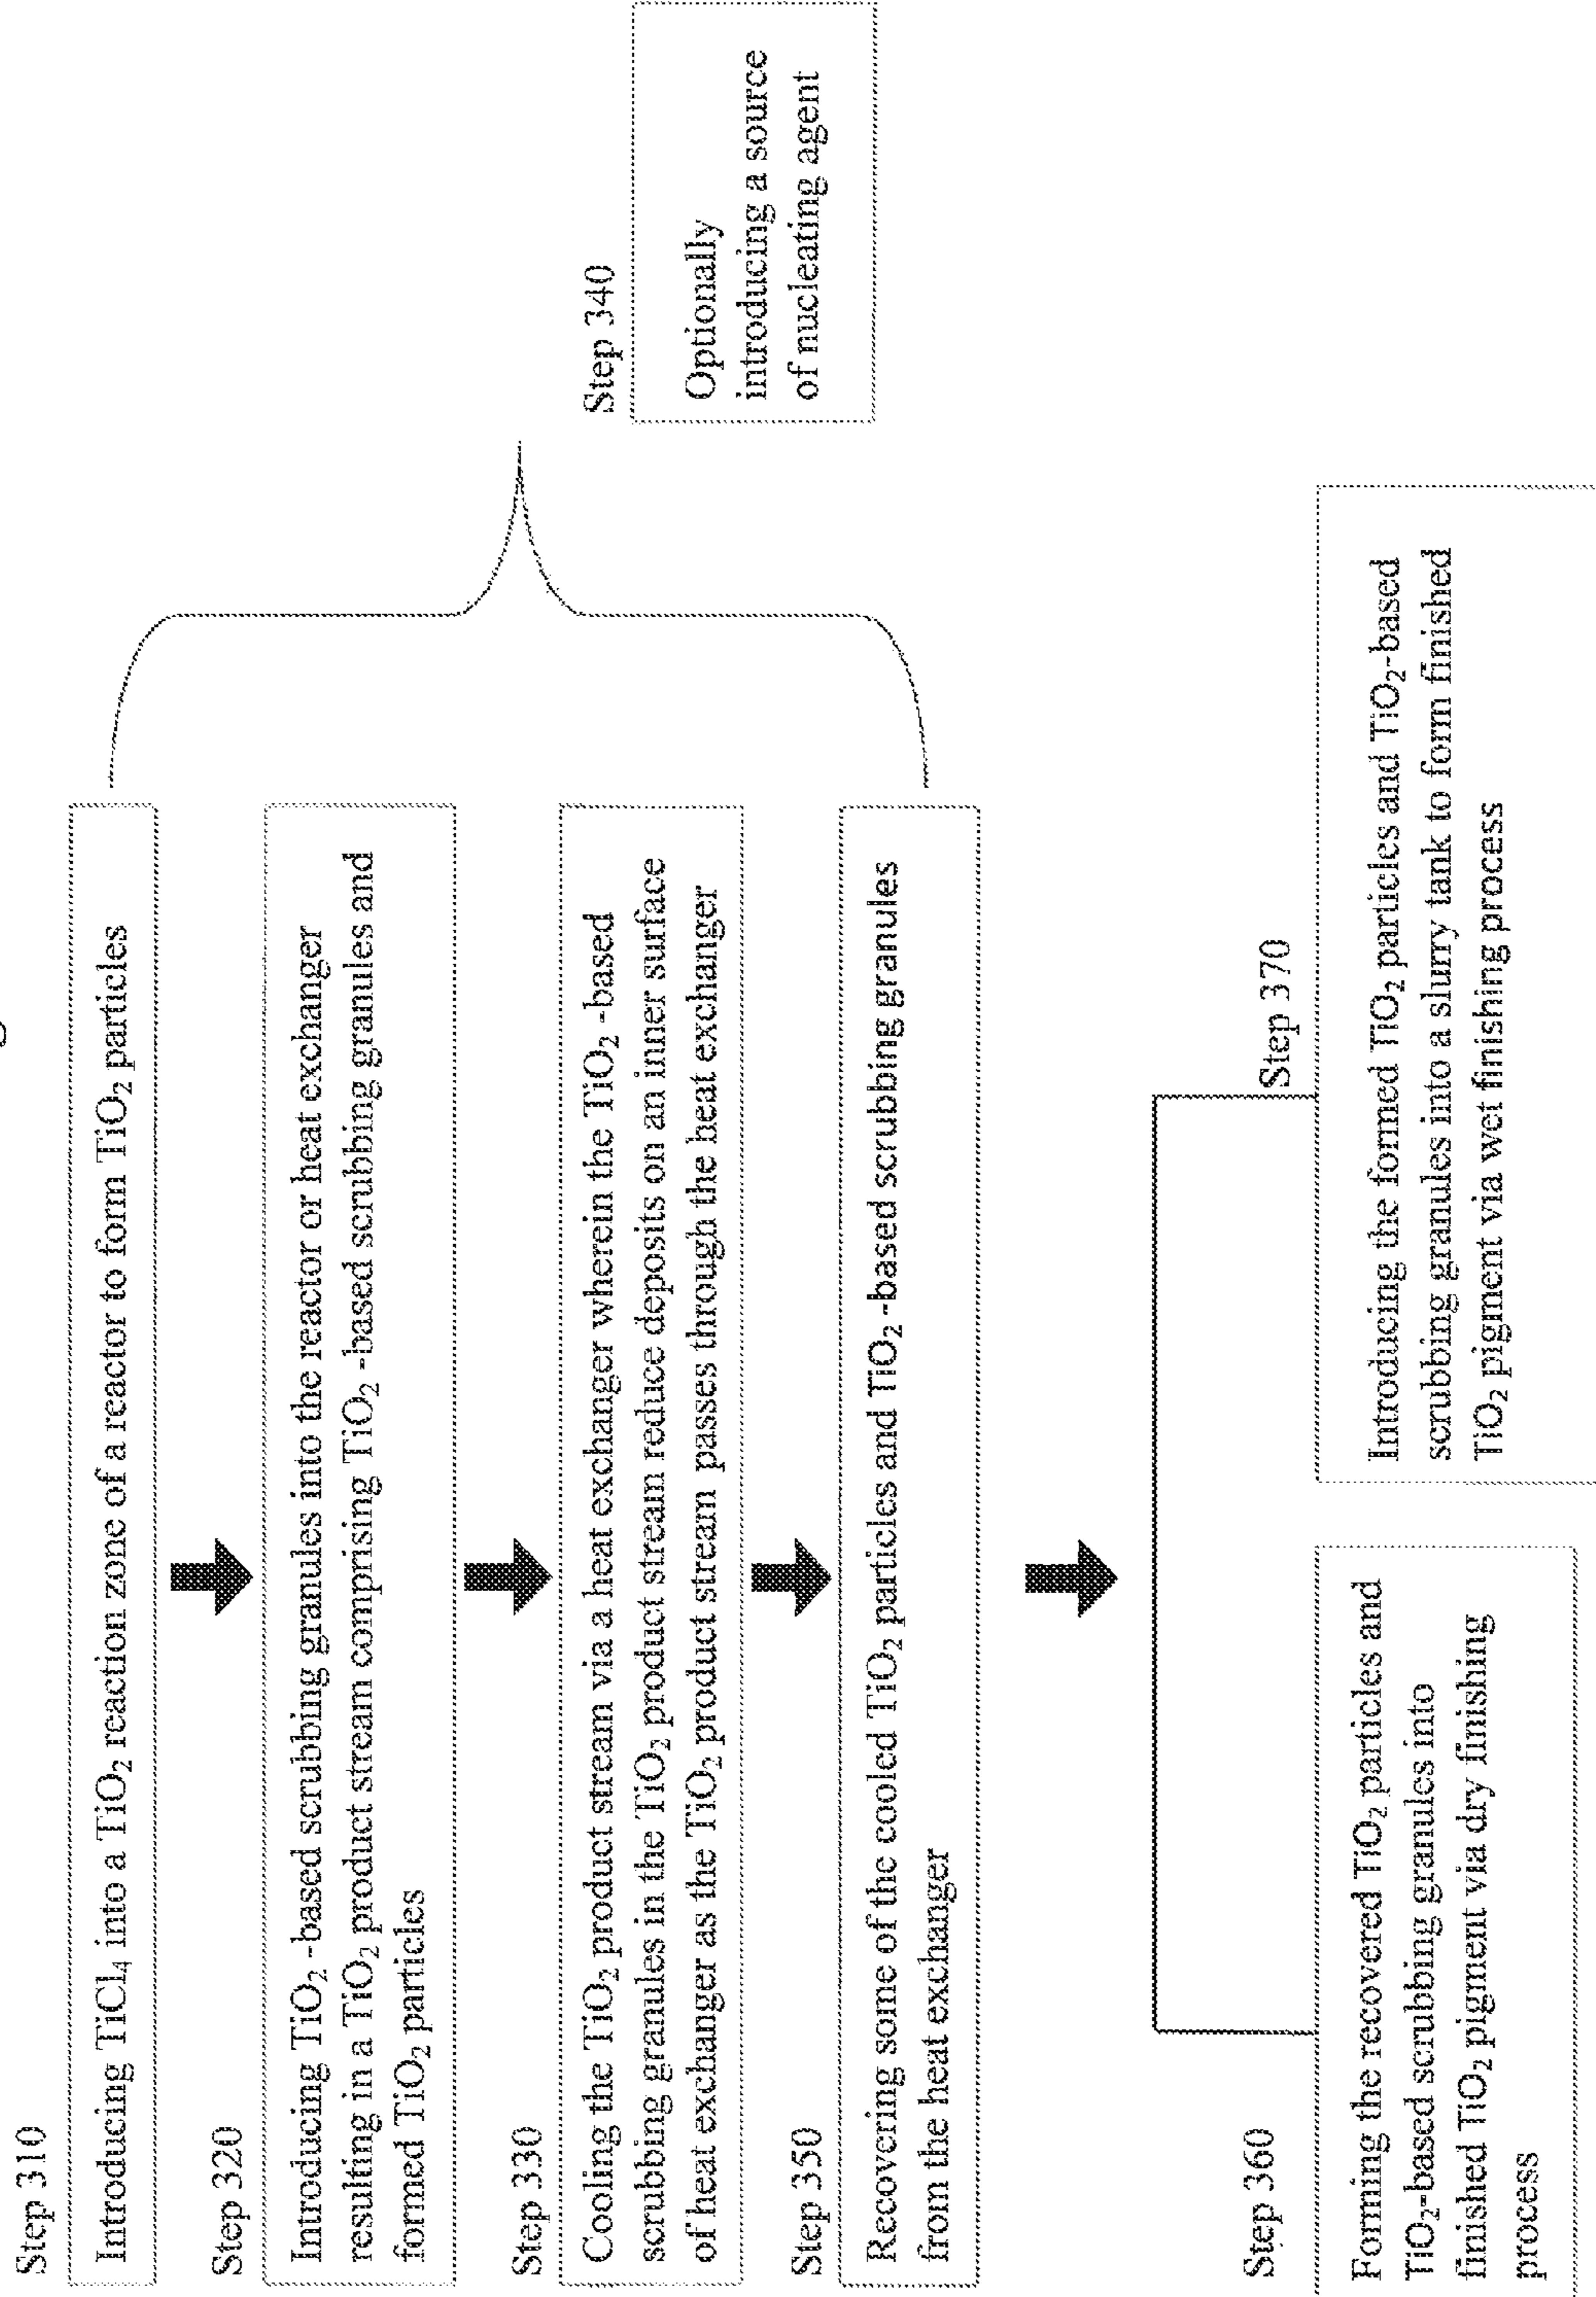 Step 310
Introducing TiCl₄ into a TiO₂ reaction zone of a reactor to form TiO₂ particles
Step 320
Introducing TiO₂ -based scrubbing granules into the reactor or heat exchanger
resulting in a TiO₂ product stream comprising TiO₂ -based scrubbing granules and
formed TiO₂ particles
Step 330
Cooling the TiO₂ product stream via a heat exchanger wherein the TiO₂ -based
scrubbing granules in the TiO₂ product stream reduce deposits on an inner surface
of heat exchanger as the TiO₂ product stream passes through the heat exchanger
Step 340
Optionally
introducing a source
of nucleating agent
Step 350
Recovering some of the cooled TiO₂ particles and TiO₂ -based scrubbing granules
from the heat exchanger
Step 360
Forming the recovered TiO₂ particles and
TiO₂-based scrubbing granules into
finished TiO₂ pigment via dry finishing
process
Step 370
Introducing the formed TiO₂ particles and TiO₂-based
scrubbing granules into a slurry tank to form finished
TiO₂ pigment via wet finishing process